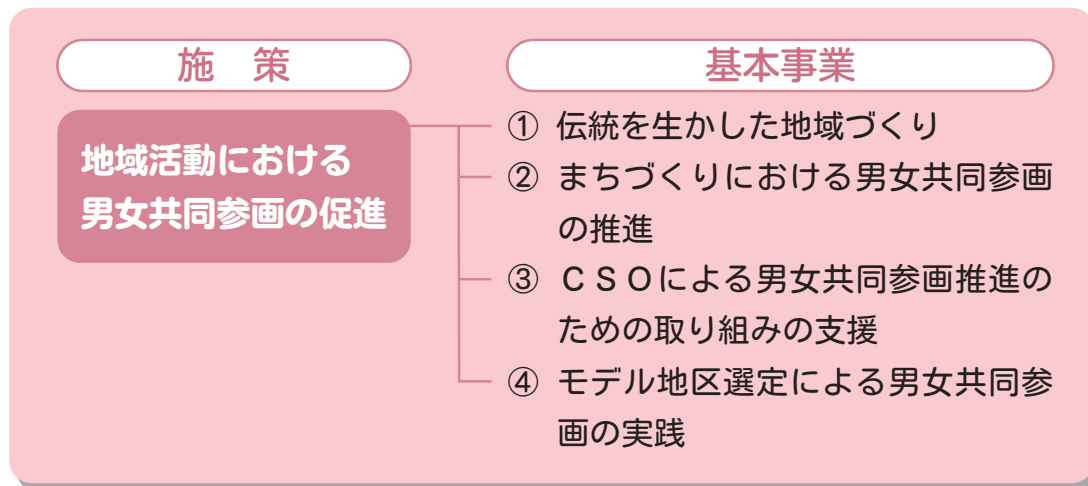 施　策
基本事業
地域活動における
男女共同参画の促進
① 伝統を生かした地域づくり
② まちづくりにおける男女共同参画
の推進
③ ＣＳＯによる男女共同参画推進の
ための取り組みの支援
④ モデル地区選定による男女共同参
画の実践